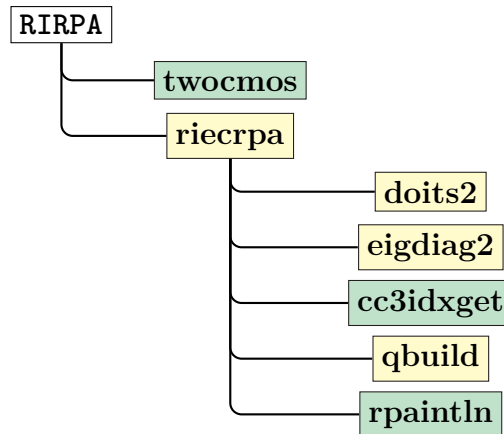 RIRPA
twocmos
riecrpa
doits2
eigdiag2
cc3idxget
qbuild
rpaintln